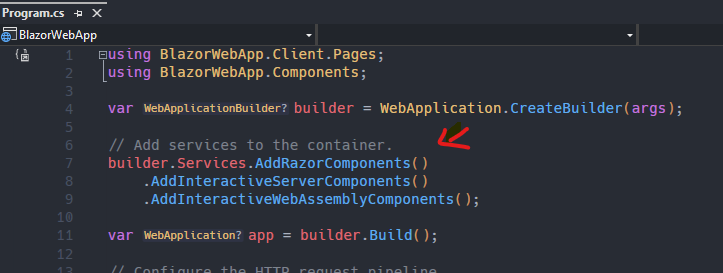 Program.cs
BlazorWebApp
1 using BlazorWebApp.Client.Pages;
2 using BlazorWebApp.Components;
3
4 var WebApplicationBuilder? builder = WebApplication.CreateBuilder(args);
5
6 // Add services to the container.
7 builder.Services.AddRazorComponents()
8 .AddInteractiveServerComponents()
9 .AddInteractiveWebAssemblyComponents();
10
11 var WebApplication? app = builder.Build();
12
13 // Configure the HTTP request pipeline